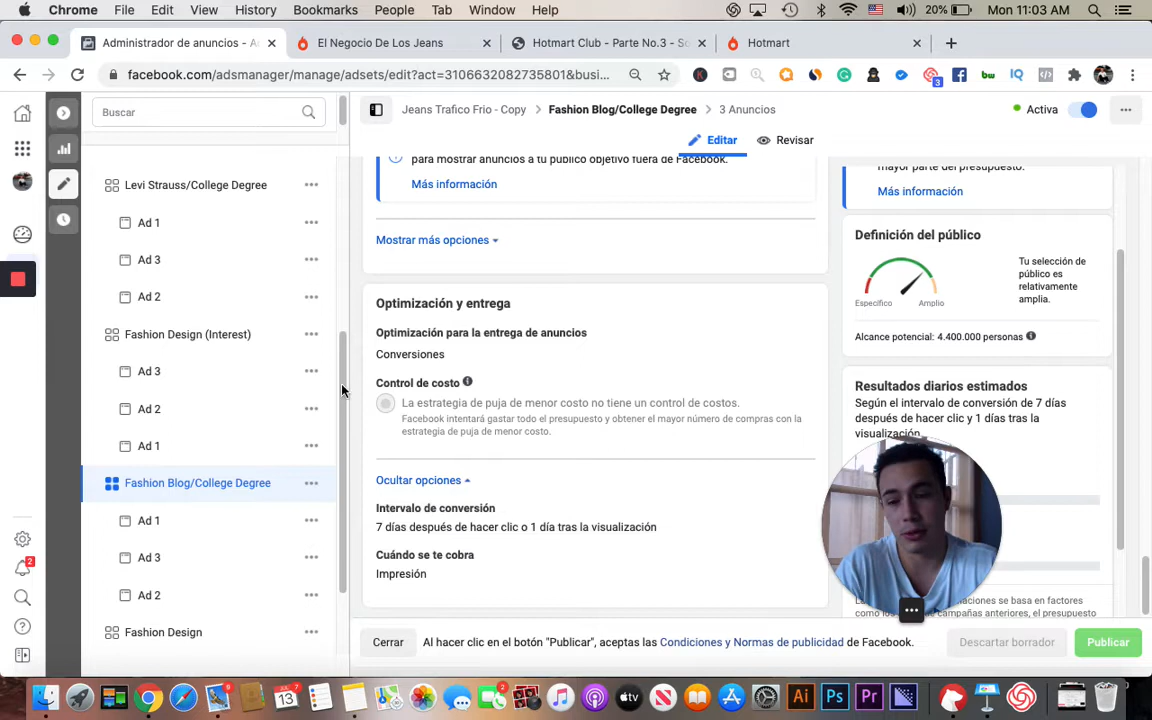 Chrome File Edit View History Bookmarks People Tab Window Help 20% Mon 11:03 AM
Administrador de anuncios - Ad
El Negocio De Los Jeans
Hotmart Club - Parte No.3 - So
Hotmart
facebook.com/adsmanager/manage/adsets/edit?act=3106632082735801&busi...
Buscar
Jeans Trafico Frio - Copy
Fashion Blog/College Degree
3 Anuncios
Activa
Editar
Revisar
Levi Strauss/College Degree
Ad 1
Ad 3
Ad 2
Fashion Design (Interest)
Ad 3
Ad 2
Ad 1
Fashion Blog/College Degree
Ad 1
Ad 3
Ad 2
Fashion Design
para mostrar anuncios a tu público objetivo fuera de Facebook.
Más información
Mostrar más opciones
Optimización y entrega
Optimización para la entrega de anuncios
Conversiones
Control de costo
La estrategia de puja de menor costo no tiene un control de costos.
Facebook intentará gastar todo el presupuesto y obtener el mayor número de compras con la
estrategia de puja de menor costo.
Ocultar opciones
Intervalo de conversión
7 días después de hacer clic o 1 día tras la visualización
Cuándo se te cobra
Impresión
mayor parte del presupuesto.
Más información
Definición del público
Específico
Amplio
Tu selección de
público es
relativamente
amplia.
Alcance potencial: 4.400.000 personas
Resultados diarios estimados
Según el intervalo de conversión de 7 días
después de hacer clic y 1 días tras la
visualización
se basa en factores
anteriores, el presupuesto
Cerrar
Al hacer clic en el botón "Publicar", aceptas las Condiciones y Normas de publicidad de Facebook.
Descartar borrador
Publicar